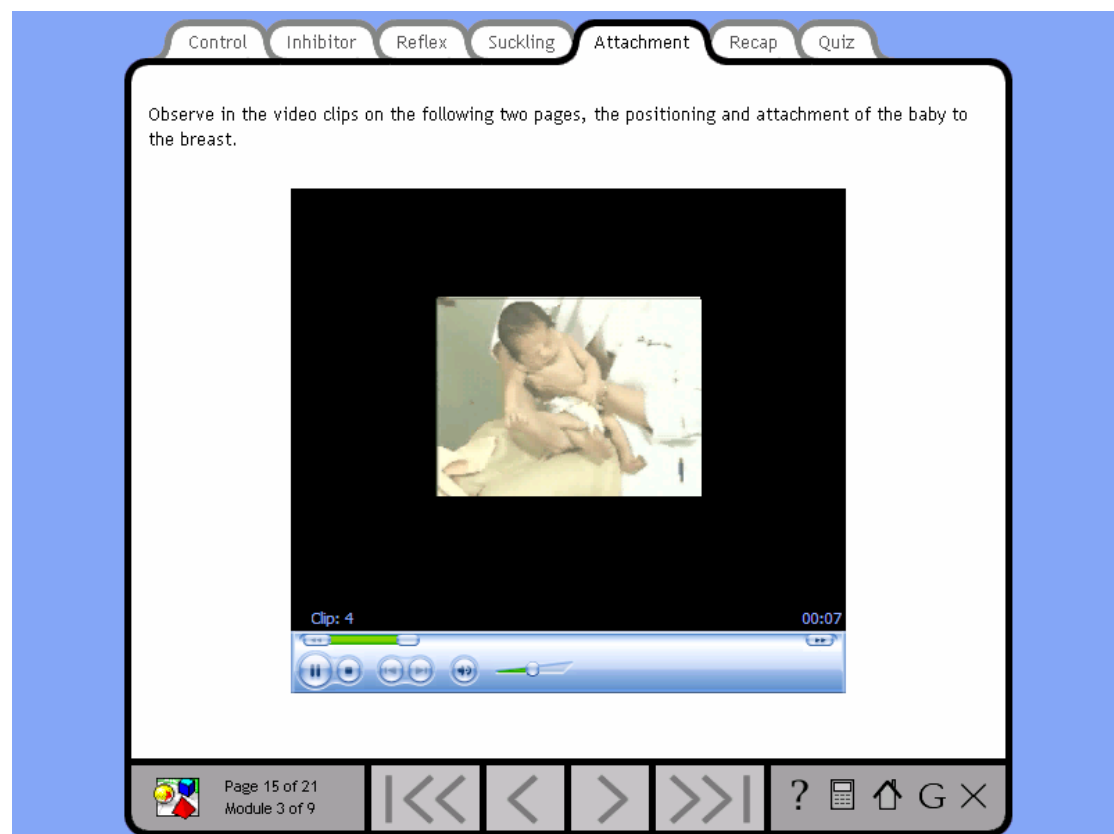 Control Inhibitor Reflex Suckling Attachment Recap Quiz
Observe in the video clips on the following two pages, the positioning and attachment of the baby to
the breast.
Clip: 4 00:07
Page 15 of 21
Module 3 of 9
? G